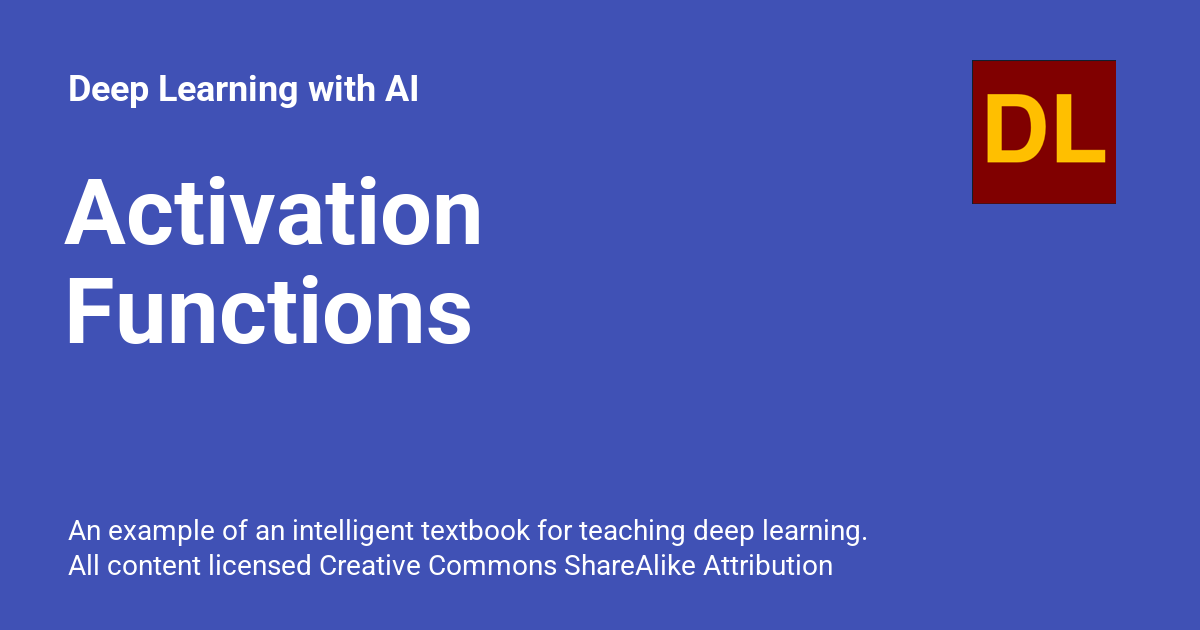 Deep Learning with AI
DL
Activation
Functions
An example of an intelligent textbook for teaching deep learning.
All content licensed Creative Commons ShareAlike Attribution